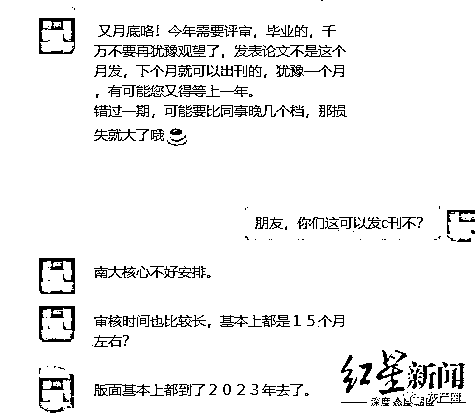 又月底咯！今年需要评审，毕业的，千
万不要再犹豫观望了，发表论文不是这个
月发，下个月就可以出刊的，犹豫一个月
，有可能您又得等上一年。
错过一期，可能要比同事晚几个档，那损
失就大了哦
朋友，你们这可以发c刊不？
南大核心不好安排。
审核时间也比较长，基本上都是15个月
左右？
版面基本上都到了2023年去了。
红星新闻